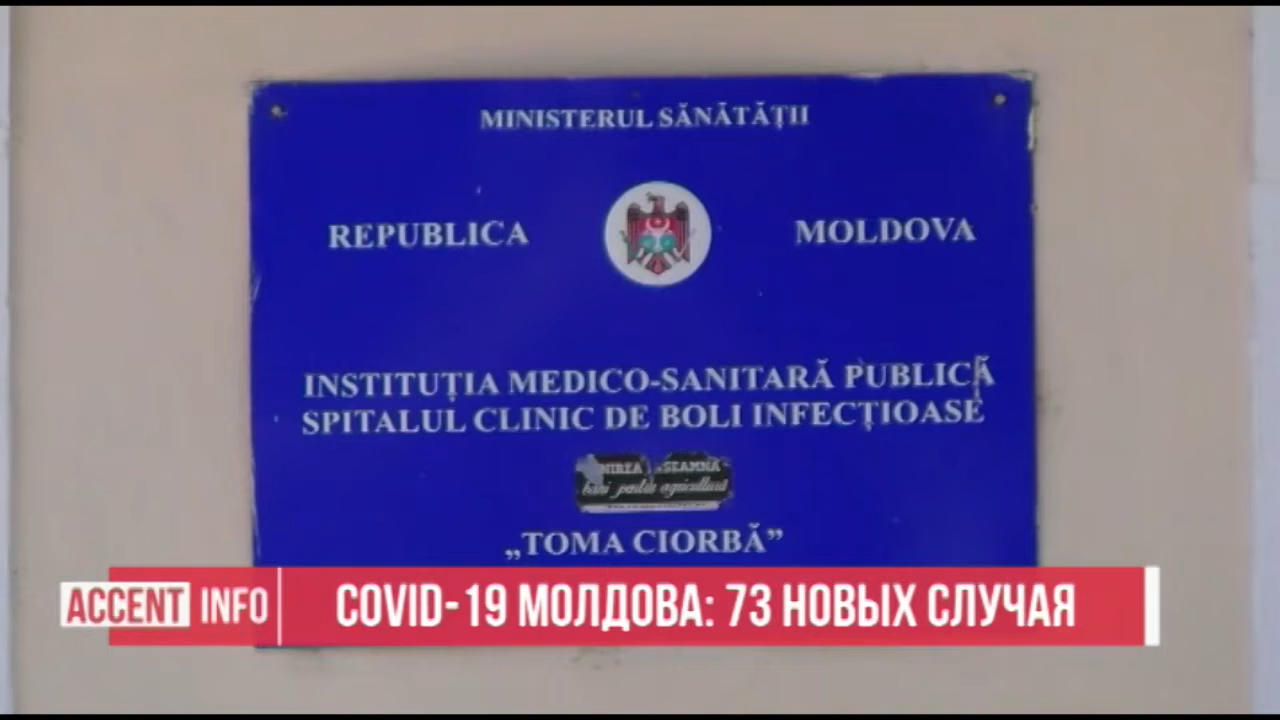 MINISTERUL SĂNĂTĂȚII
REPUBLICA MOLDOVA
INSTITUȚIA MEDICO-SANITARĂ PUBLICĂ
SPITALUL CLINIC DE BOLI INFECȚIOASE
„TOMA CIORBĂ”
ACCENT INFO COVID-19 МОЛДОВА: 73 НОВЫХ СЛУЧАЯ